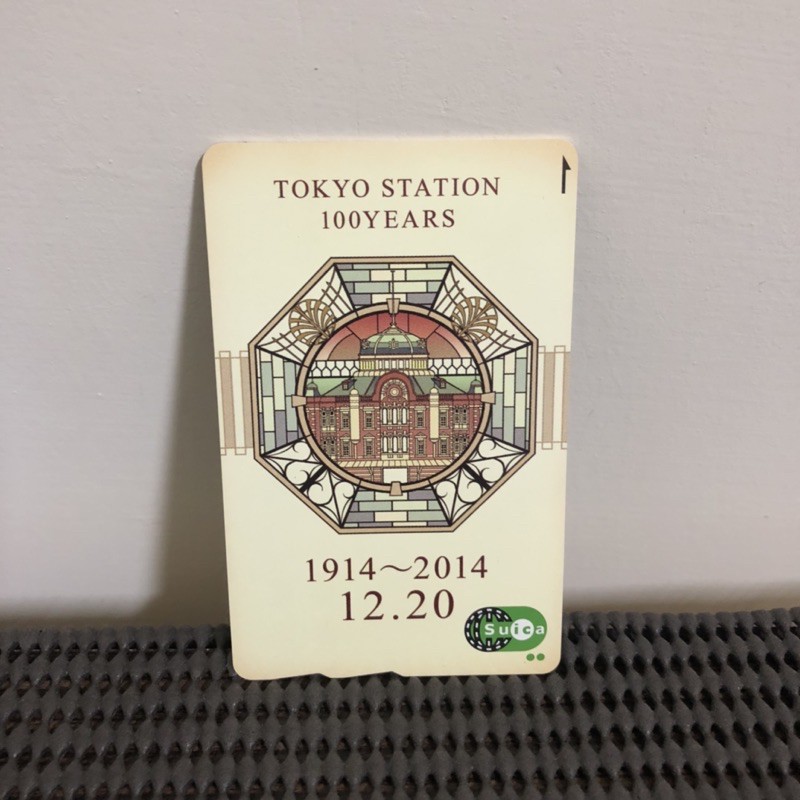 TOKYO STATION
100YEARS
1914~2014
12.20
Suica